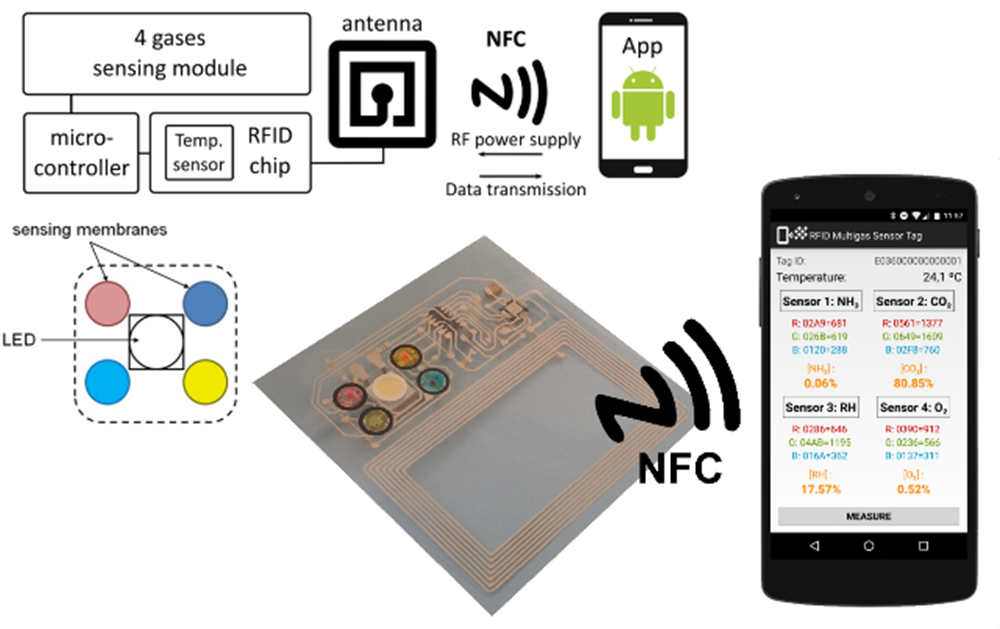 4 gases
sensing module
micro-
controller
Temp.
sensor
RFID
chip
antenna
NFC
RF power supply
Data transmission
App
sensing membranes
LED
NFC
11:57
RFID Multigas Sensor Tag
Tag ID: E036000000000001
Temperature: 24,1 ºC
Sensor 1: NH₃ Sensor 2: CO₂
R: 02A9=681 R: 0561=1377
G: 026B=619 G: 0649=1609
B: 0120=288 B: 02F8=760
[NH₃] : [CO₂] :
0.06% 80.85%
Sensor 3: RH Sensor 4: O₂
R: 0286=646 R: 0390=912
G: 04AB=1195 G: 0236=566
B: 016A=362 B: 0137=311
[RH] : [O₂] :
17.57% 0.52%
MEASURE